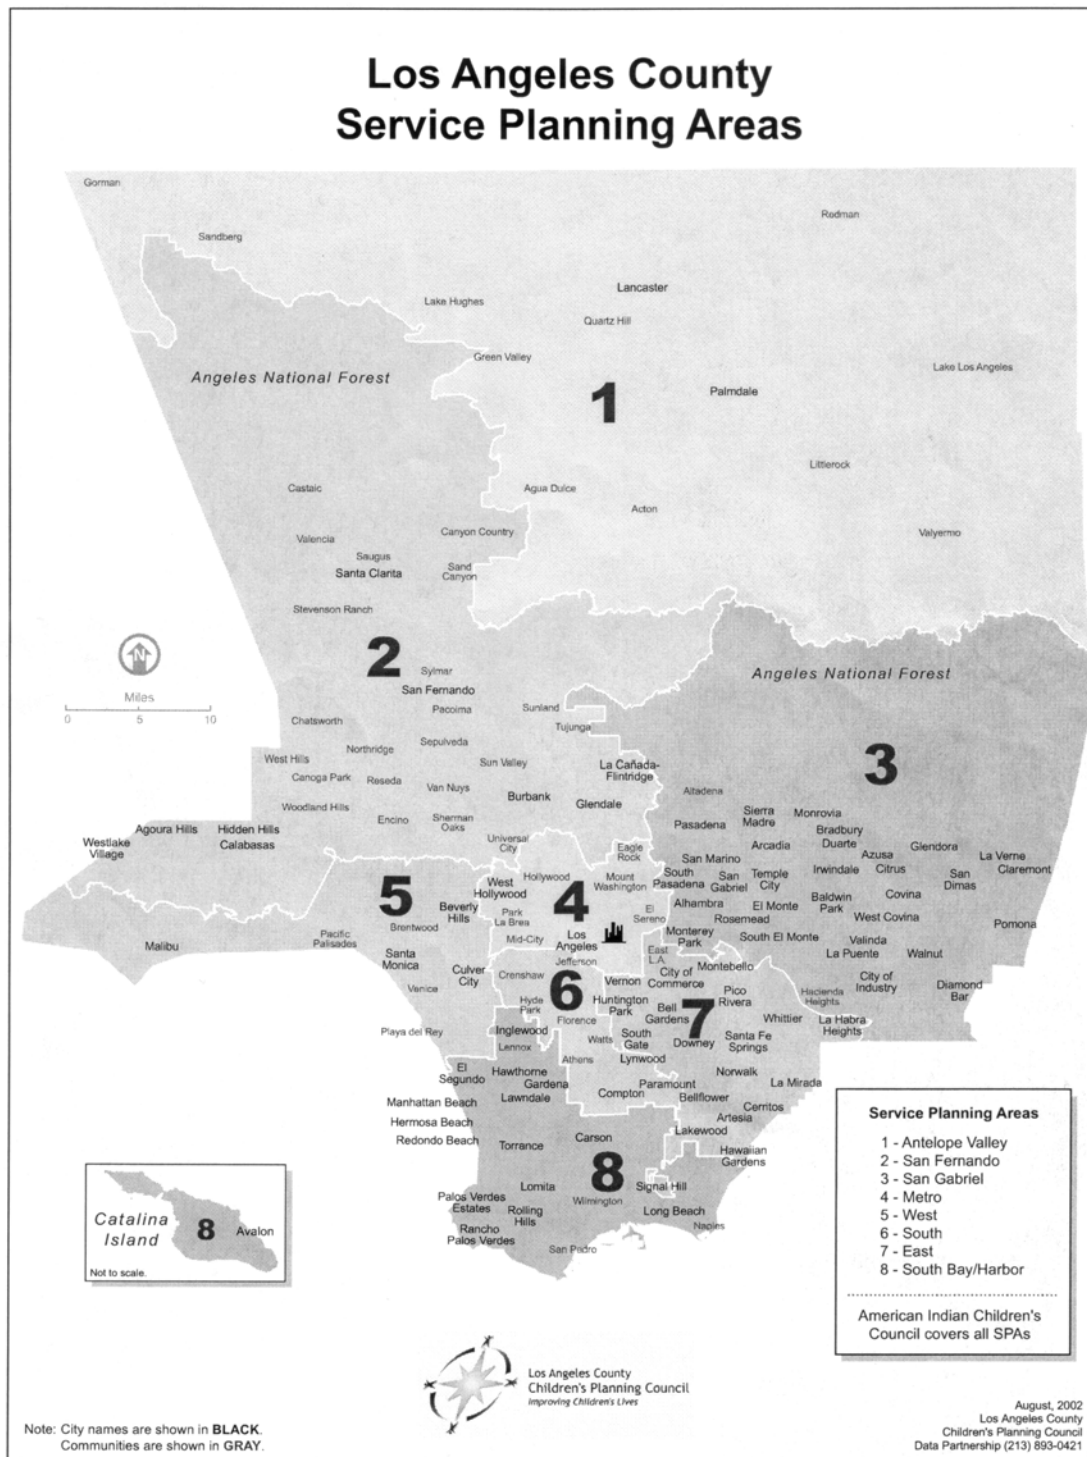 Los Angeles County
Service Planning Areas
Gorman
Redman
Sandberg
Lancaster
Lake Hughes
Quartz Hill
Green Valley
Lake Los Angeles
Angeles National Forest
1
Palmdale
Littlerock
Castaic
Agua Dulce
Acton
Canyon Country
Valyermo
Valencia
Saugus
Santa Clarita
Sand
Canyon
Stevenson Ranch
N
2
Sylmar
Angeles National Forest
San Fernando
Miles
0 5 10
Pacoima
Sunland
Chatsworth
Tujunga
Northridge
Sepulveda
3
West Hills
Sun Valley
La Cañada-
Flintridge
Canoga Park
Reseda
Van Nuys
Altadena
Burbank
Glendale
Woodland Hills
Encino
Sherman
Oaks
Pasadena
Sierra
Madre
Monrovia
Bradbury
Duarte
Agoura Hills
Hidden Hills
Calabasas
Westlake
Village
Universal
City
Eagle
Rock
Arcadia
Azusa
Glendora
La Verne
San Marino
Citrus
Claremont
Irwindale
San
Dimas
5
West
Hollywood
Hollywood
Mount
Washington
South
Pasadena
San
Gabriel
Temple
City
4
Beverly
Hills
Brentwood
Park
La Brea
El
Sereno
Alhambra
Rosemead
El Monte
Baldwin
Park
Covina
West Covina
Pomona
Pacific
Palisades
Malibu
Mid-City
Los
Angeles
Monterey
Park
South El Monte
Valinda
La Puente
Walnut
Santa
Monica
Culver
City
Jefferson
East
L.A.
City of
Commerce
Montebello
Crenshaw
6
Vernon
City of
Industry
Venice
Hyde
Park
Huntington
Park
Bell
Gardens
7
Pico
Rivera
Hacienda
Heights
Diamond
Bar
Florence
Whittier
La Habra
Heights
Playa del Rey
Inglewood
Lennox
Watts
South
Gate
Downey
Santa Fe
Springs
Athens
Lynwood
El
Segundo
Hawthorne
Gardena
Lawndale
Norwalk
La Mirada
Paramount
Compton
Bellflower
Manhattan Beach
Cerritos
Artesia
Hermosa Beach
Redondo Beach
Torrance
Carson
Lakewood
Hawaiian
Gardens
8
Lomita
Signal Hill
Palos Verdes
Estates
Rolling
Hills
Wilmington
Long Beach
Naples
Rancho
Palos Verdes
San Pedro
Catalina
Island
8
Avalon
Not to scale.
Service Planning Areas
1 - Antelope Valley
2 - San Fernando
3 - San Gabriel
4 - Metro
5 - West
6 - South
7 - East
8 - South Bay/Harbor
American Indian Children's
Council covers all SPAs
Los Angeles County
Children's Planning Council
Improving Children's Lives
Note: City names are shown in BLACK.
Communities are shown in GRAY.
August, 2002
Los Angeles County
Children's Planning Council
Data Partnership (213) 893-0421